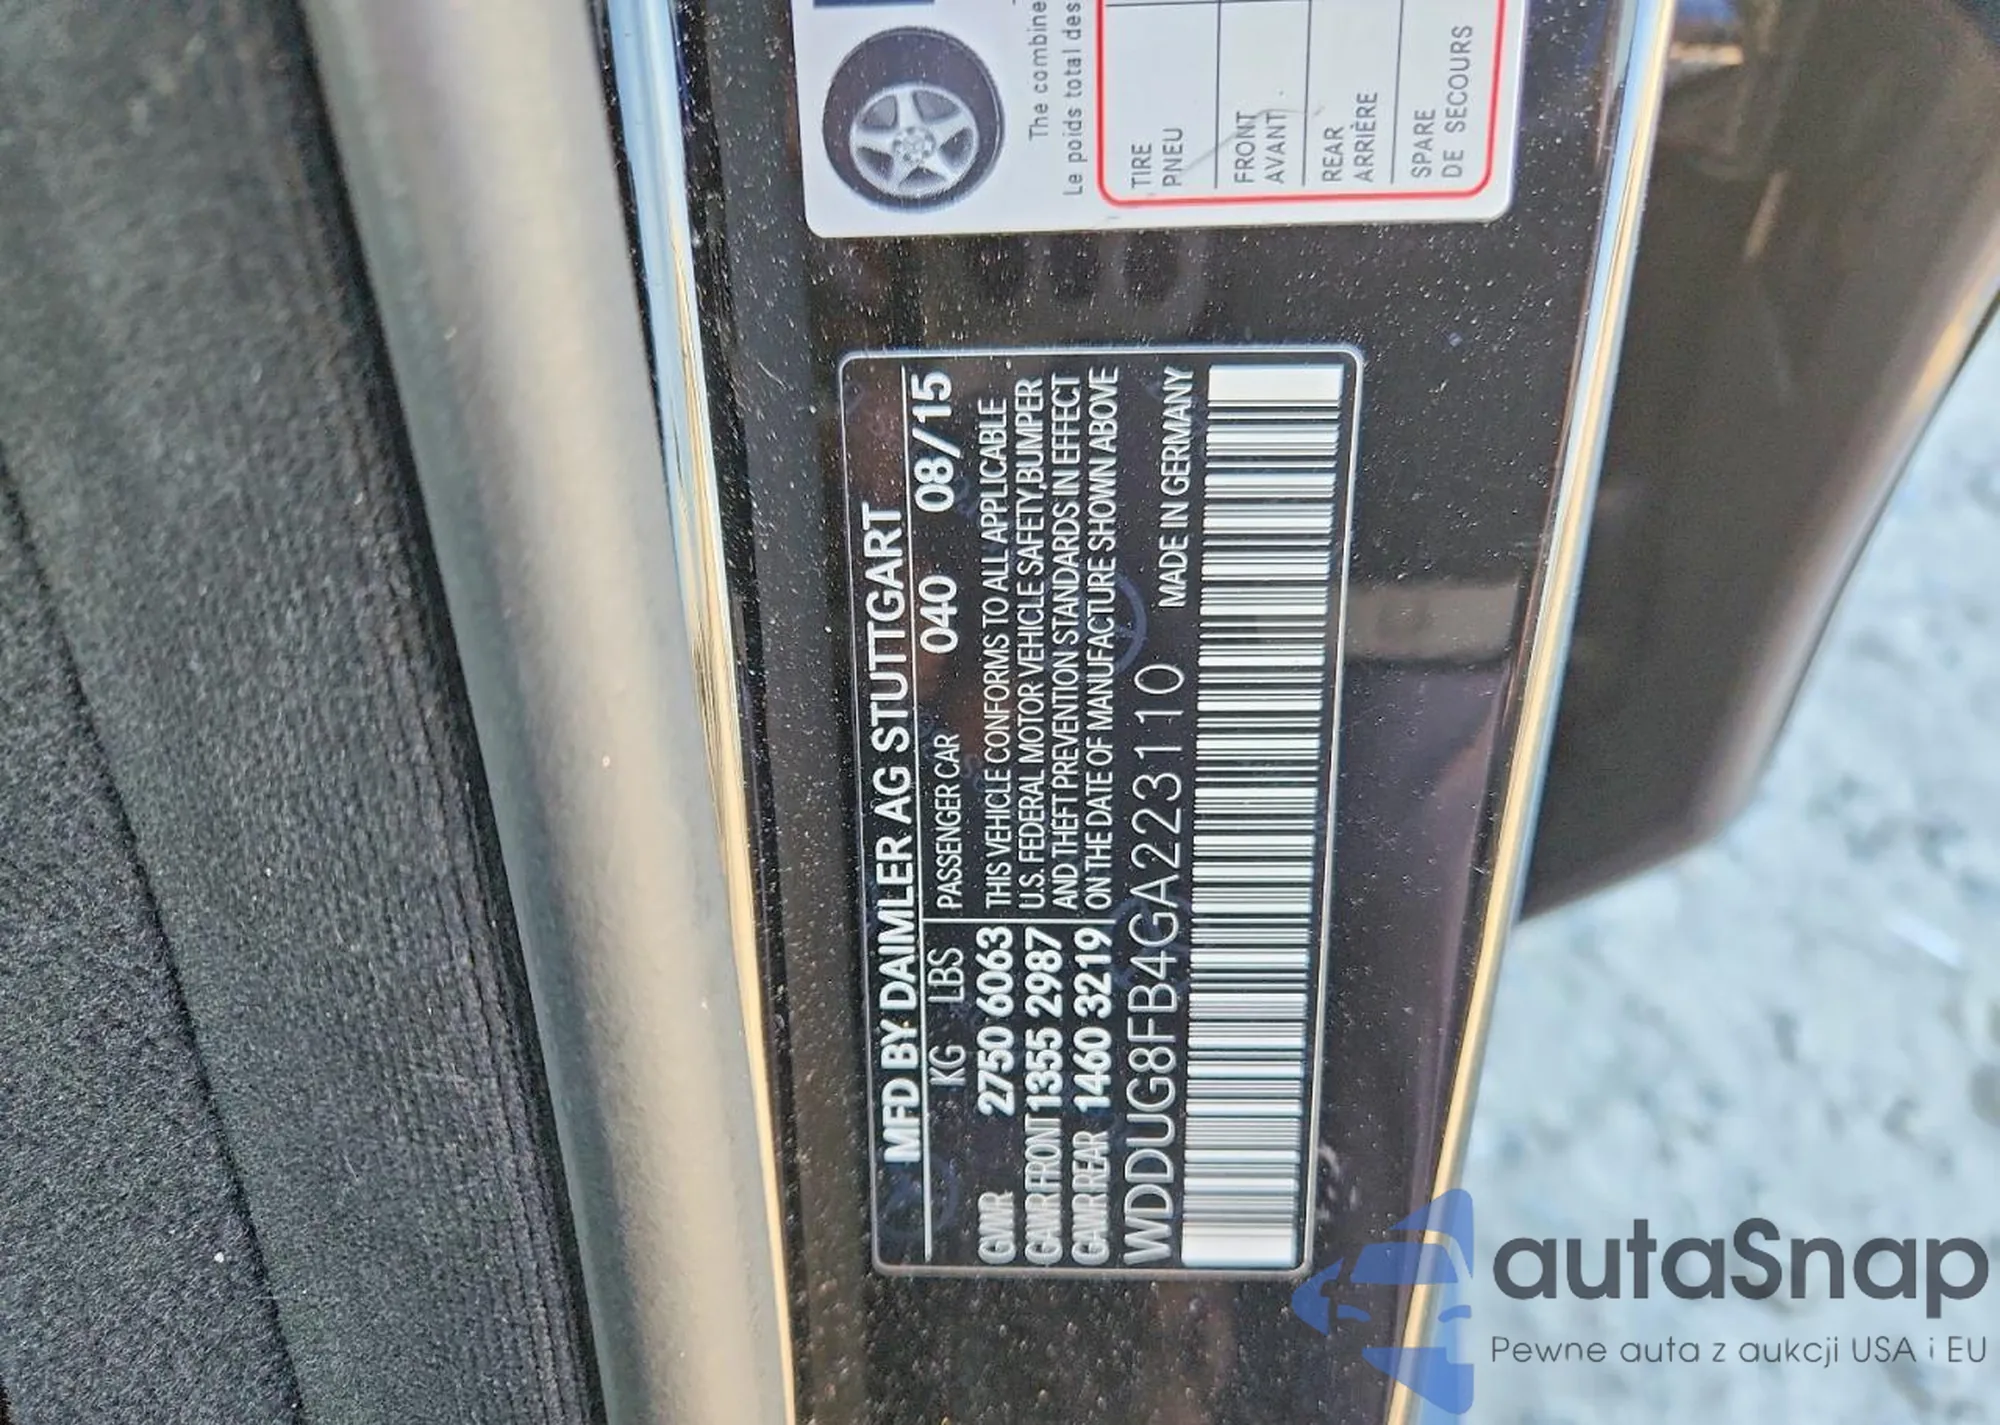 MFD BY DAIMLER AG STUTTGART
KG LBS PASSENGER CAR 040 08/15
GVWR 2750 6063 THIS VEHICLE CONFORMS TO ALL APPLICABLE
GAWR FRONT 1355 2987 U.S. FEDERAL MOTOR VEHICLE SAFETY,BUMPER
GAWR REAR 1460 3219 AND THEFT PREVENTION STANDARDS IN EFFECT
ON THE DATE OF MANUFACTURE SHOWN ABOVE
WDDUG8FB4GA223110 MADE IN GERMANY
The combine
Le poids total des
TIRE
PNEU
FRONT
AVANT
REAR
ARRIÈRE
SPARE
DE SECOURS
autaSnap
Pewne auta z aukcji USA i EU